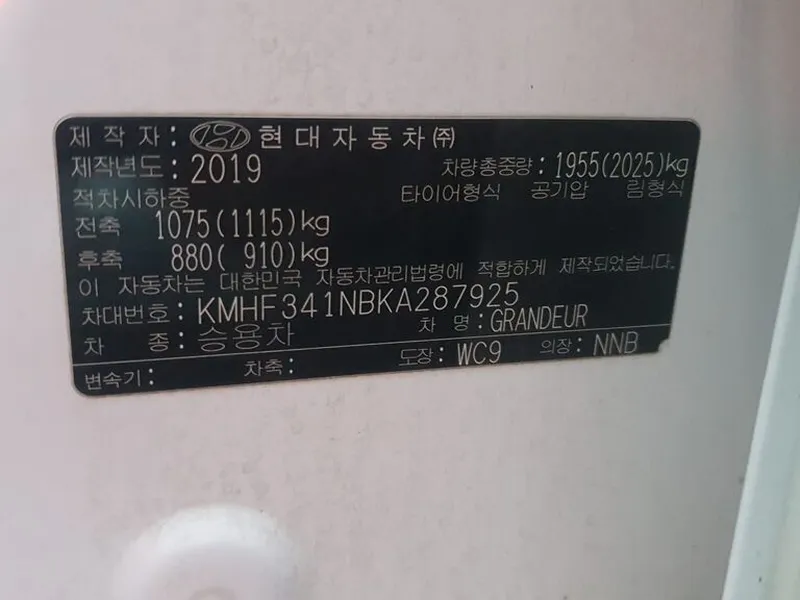 제작자: 현대자동차(주)
제작년도: 2019 차량총중량: 1955(2025)kg
적차시하중 타이어형식 공기압 림형식
전축 1075(1115)kg
후축 880( 910)kg
이 자동차는 대한민국 자동차관리법령에 적합하게 제작되었습니다.
차대번호: KMHF341NBKA287925
차 종: 승용차 차 명: GRANDEUR
변속기: 차축: 도장: WC9 의장: NNB